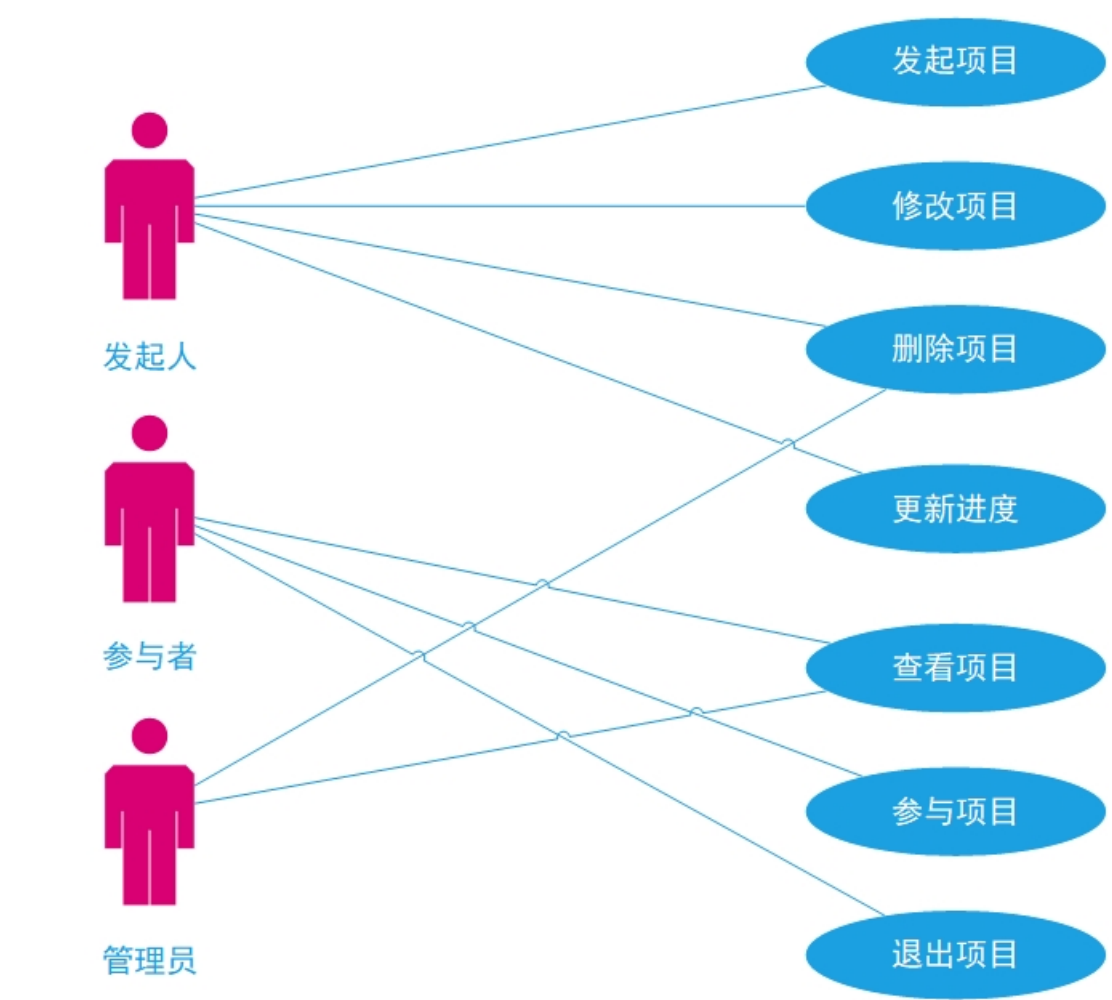 发起项目
修改项目
删除项目
发起人
更新进度
参与者
查看项目
参与项目
管理员
退出项目